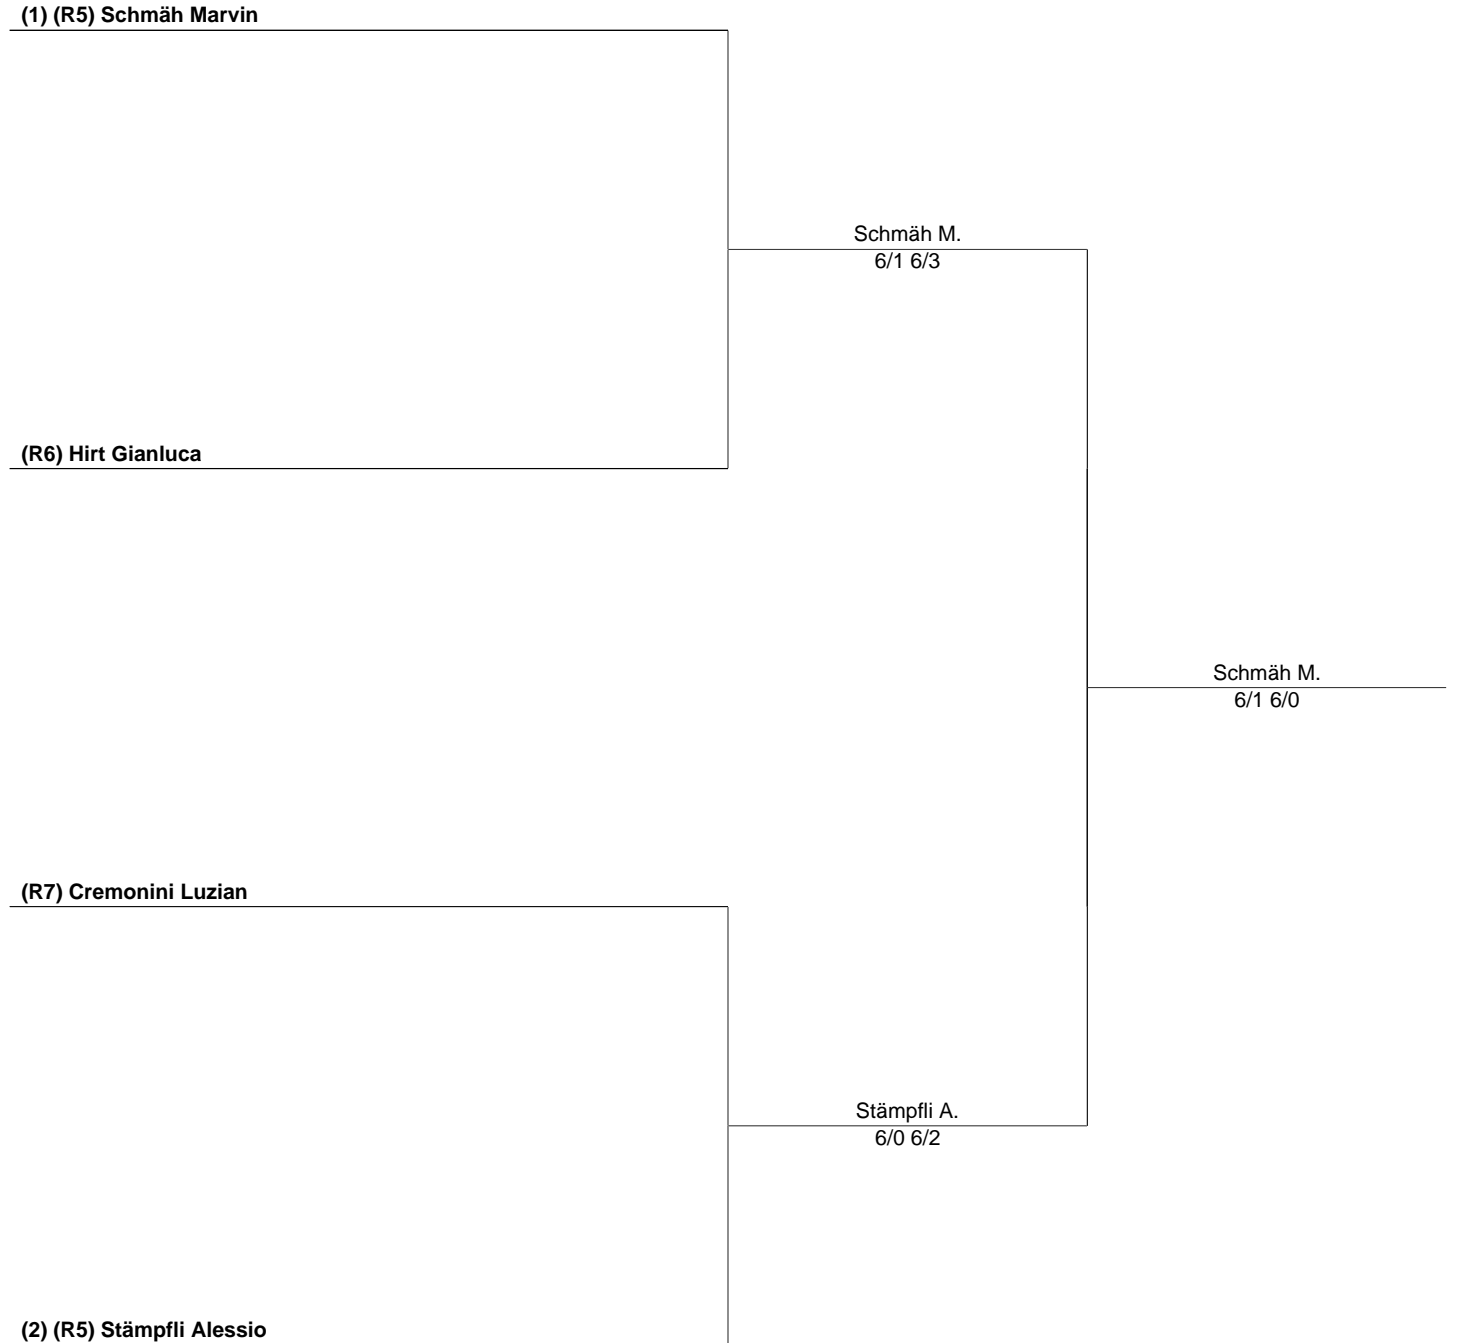 (1) (R5) Schmäh Marvin
Schmäh M.
6/1 6/3
(R6) Hirt Gianluca
Schmäh M.
6/1 6/0
(R7) Cremonini Luzian
Stämpfli A.
6/0 6/2
(2) (R5) Stämpfli Alessio